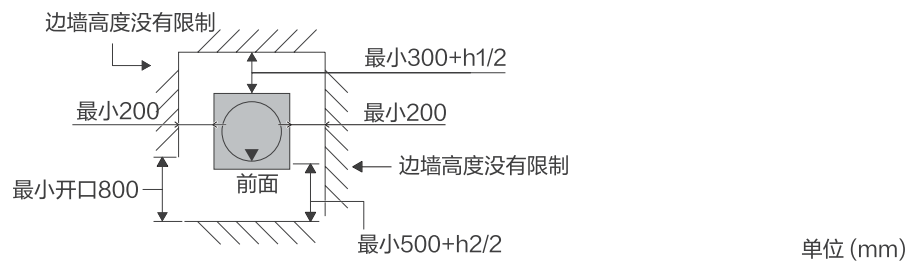 边墙高度没有限制
最小300+h1/2
最小200
最小200
边墙高度没有限制
前面
最小开口800
最小500+h2/2
单位 (mm)